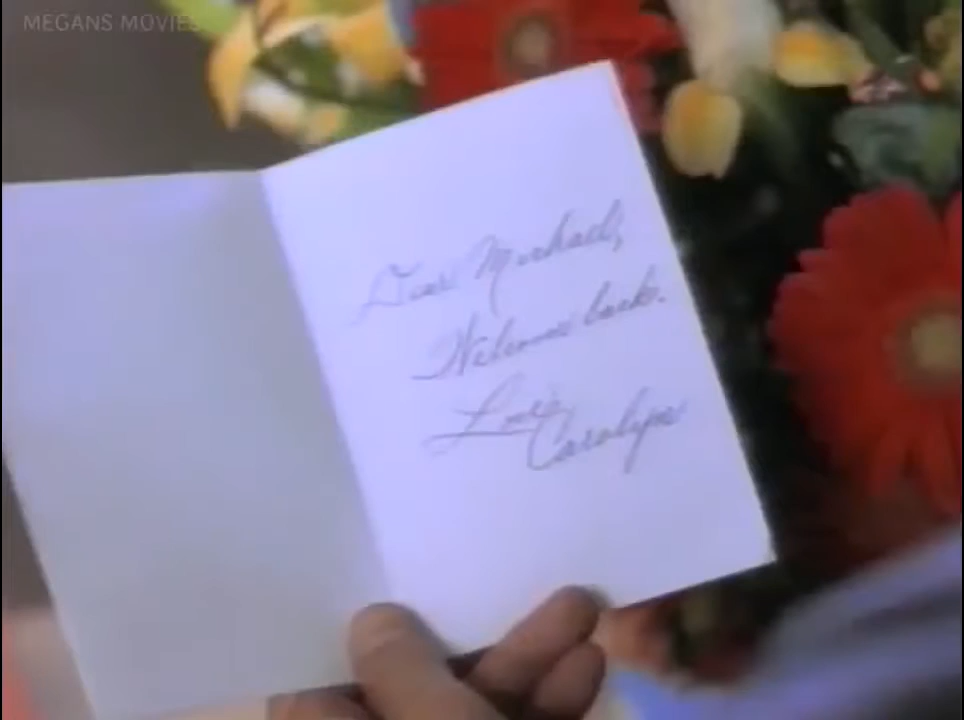 MEGANS MOVIES
Dear Michael,
Welcome back.
Love,
Carolyn